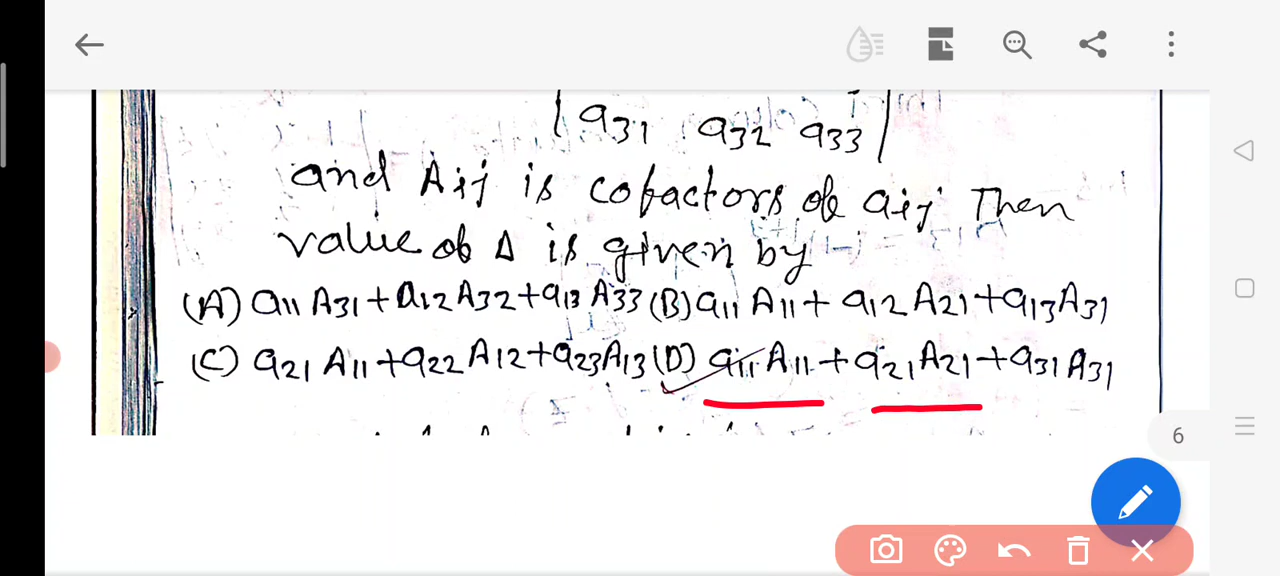 a31 a32 a33
and Aij is cofactors of aij Then
value of Δ is given by
(A) a11 A31 + a12 A32 + a13 A33 (B) a11 A11 + a12 A21 + a13 A31
(C) a21 A11 + a22 A12 + a23 A13 (D) a11 A11 + a21 A21 + a31 A31
6